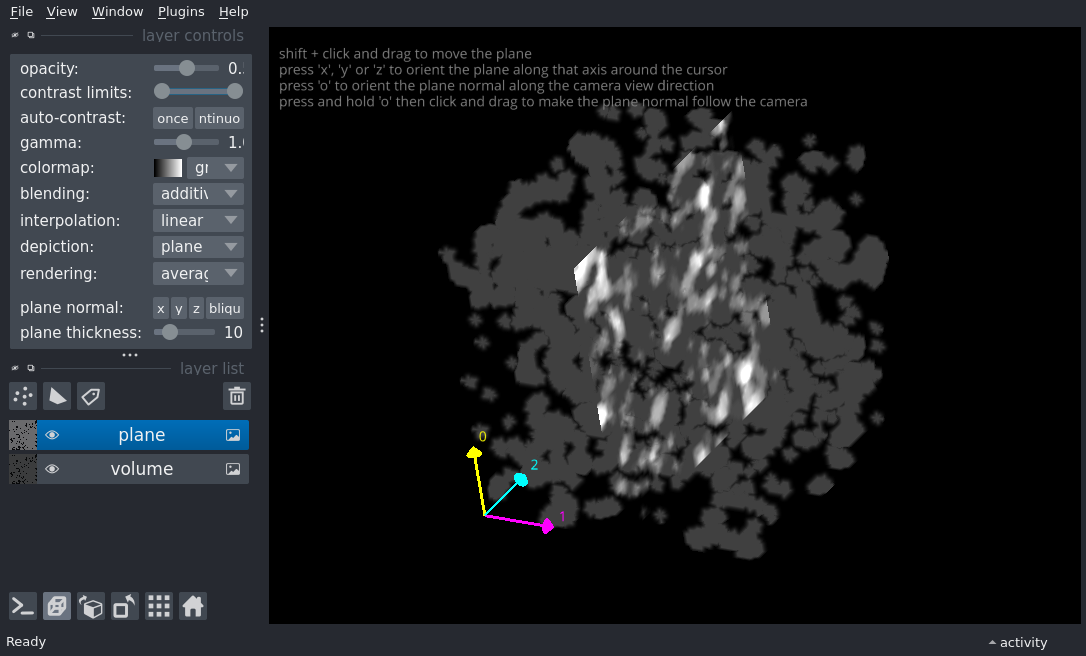 File View Window Plugins Help
layer controls
opacity: 0.
contrast limits:
auto-contrast: once ntinuo
gamma: 1.
colormap: gr
blending: additiv
interpolation: linear
depiction: plane
rendering: averag
plane normal: x y z bliqu
plane thickness: 10
layer list
plane
volume
shift + click and drag to move the plane
press 'x', 'y' or 'z' to orient the plane along that axis around the cursor
press 'o' to orient the plane normal along the camera view direction
press and hold 'o' then click and drag to make the plane normal follow the camera
0
2
1
Ready
activity